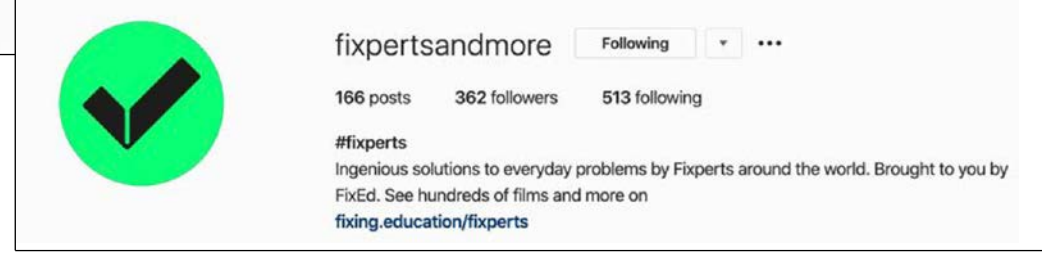 fixpertsandmore Following
166 posts 362 followers 513 following
#fixperts
Ingenious solutions to everyday problems by Fixperts around the world. Brought to you by
FixEd. See hundreds of films and more on
fixing.education/fixperts